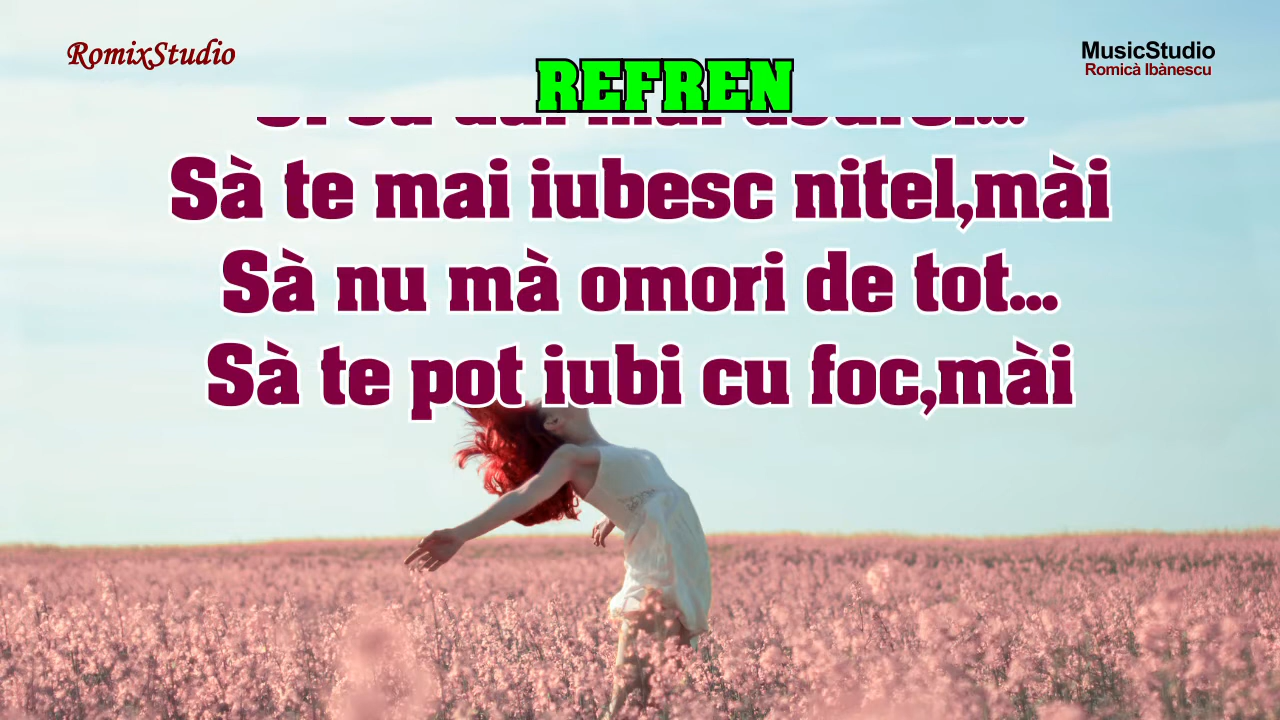 RomixStudio
MusicStudio
Romicà Ibànescu
REFREN
Sà te mai iubesc nitel,mài
Sà nu mà omori de tot...
Sà te pot iubi cu foc,mài